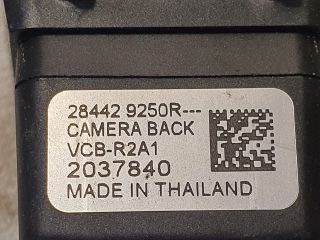 28442 9250R---
CAMERA BACK
VCB-R2A1
2037840
MADE IN THAILAND